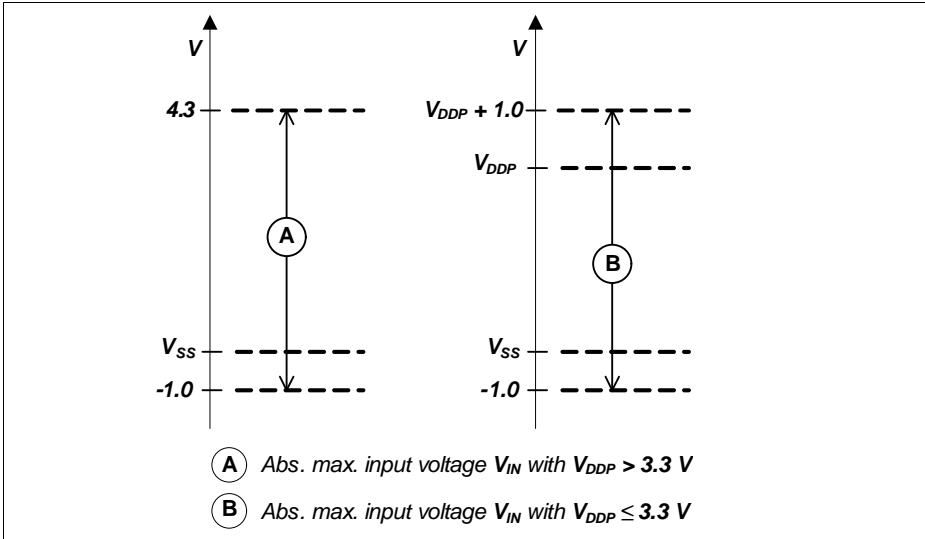 V
4.3
A
V_SS
-1.0
V
V_DDP + 1.0
V_DDP
B
V_SS
-1.0
A Abs. max. input voltage V_IN with V_DDP > 3.3 V
B Abs. max. input voltage V_IN with V_DDP ≤ 3.3 V